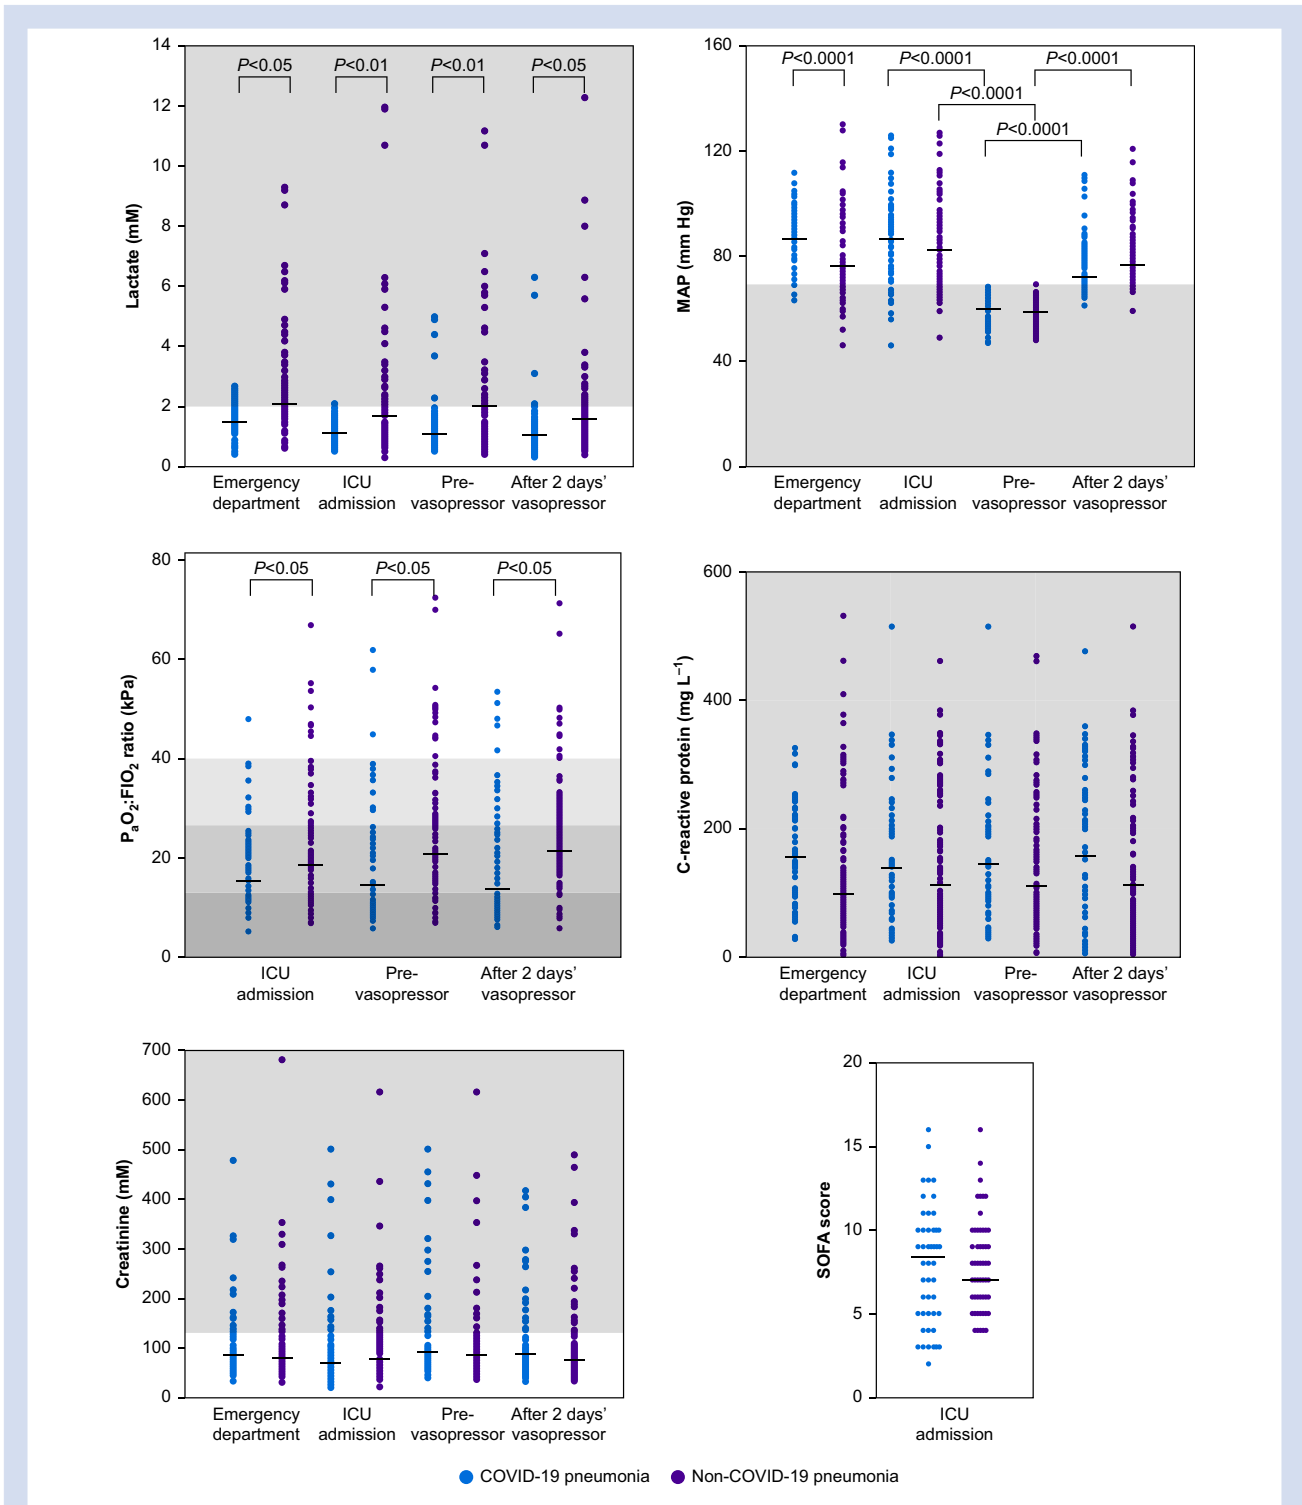 14
12
10
8
6
4
2
0
Lactate (mM)
P<0.05
P<0.01
P<0.01
P<0.05
Emergency
department
ICU
admission
Pre-
vasopressor
After 2 days'
vasopressor
160
120
80
40
0
MAP (mm Hg)
P<0.0001
P<0.0001
P<0.0001
P<0.0001
P<0.0001
Emergency
department
ICU
admission
Pre-
vasopressor
After 2 days'
vasopressor
80
60
40
20
0
PaO2:FIO2 ratio (kPa)
P<0.05
P<0.05
P<0.05
ICU
admission
Pre-
vasopressor
After 2 days'
vasopressor
600
400
200
0
C-reactive protein (mg L−1)
Emergency
department
ICU
admission
Pre-
vasopressor
After 2 days'
vasopressor
700
600
500
400
300
200
100
0
Creatinine (mM)
Emergency
department
ICU
admission
Pre-
vasopressor
After 2 days'
vasopressor
20
15
10
5
0
SOFA score
ICU
admission
COVID-19 pneumonia
Non-COVID-19 pneumonia